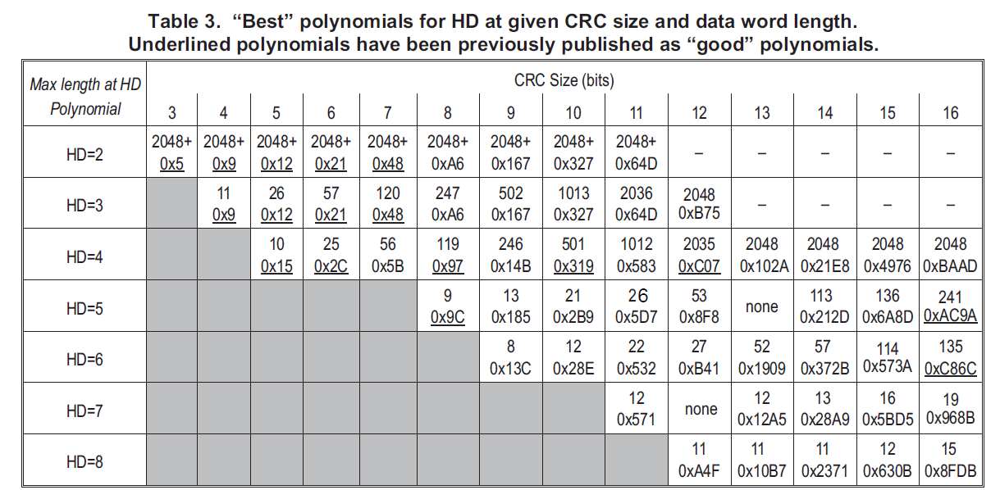 Table 3. “Best” polynomials for HD at given CRC size and data word length.
Underlined polynomials have been previously published as “good” polynomials.
Max length at HD
Polynomial
CRC Size (bits)
3 4 5 6 7 8 9 10 11 12 13 14 15 16
HD=2
2048+ 2048+ 2048+ 2048+ 2048+ 2048+ 2048+ 2048+ 2048+ – – – – –
0x5 0x9 0x12 0x21 0x48 0xA6 0x167 0x327 0x64D
HD=3
11 26 57 120 247 502 1013 2036 2048 – – – –
0x9 0x12 0x21 0x48 0xA6 0x167 0x327 0x64D 0xB75
HD=4
10 25 56 119 246 501 1012 2035 2048 2048 2048 2048
0x15 0x2C 0x5B 0x97 0x14B 0x319 0x583 0xC07 0x102A 0x21E8 0x4976 0xBAAD
HD=5
9 13 21 26 53 none 113 136 241
0x9C 0x185 0x2B9 0x5D7 0x8F8 0x212D 0x6A8D 0xAC9A
HD=6
8 12 22 27 52 57 114 135
0x13C 0x28E 0x532 0xB41 0x1909 0x372B 0x573A 0xC86C
HD=7
12 none 12 13 16 19
0x571 0x12A5 0x28A9 0x5BD5 0x968B
HD=8
11 11 11 12 15
0xA4F 0x10B7 0x2371 0x630B 0x8FDB